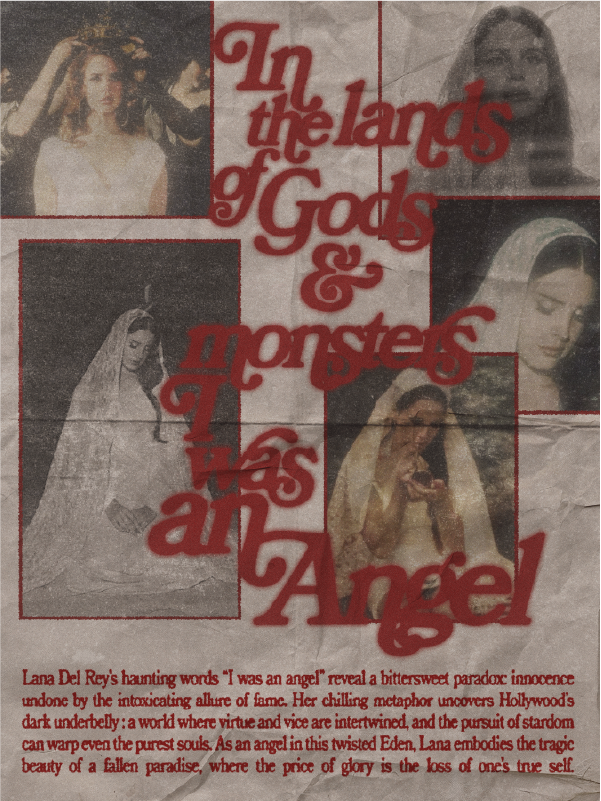 In
the lands
of Gods
&
monsters
I
was
an
Angel
Lana Del Rey's haunting words "I was an angel" reveal a bittersweet paradox: innocence
undone by the intoxicating allure of fame. Her chilling metaphor uncovers Hollywood's
dark underbelly : a world where virtue and vice are intertwined, and the pursuit of stardom
can warp even the purest souls. As an angel in this twisted Eden, Lana embodies the tragic
beauty of a fallen paradise, where the price of glory is the loss of one's true self.